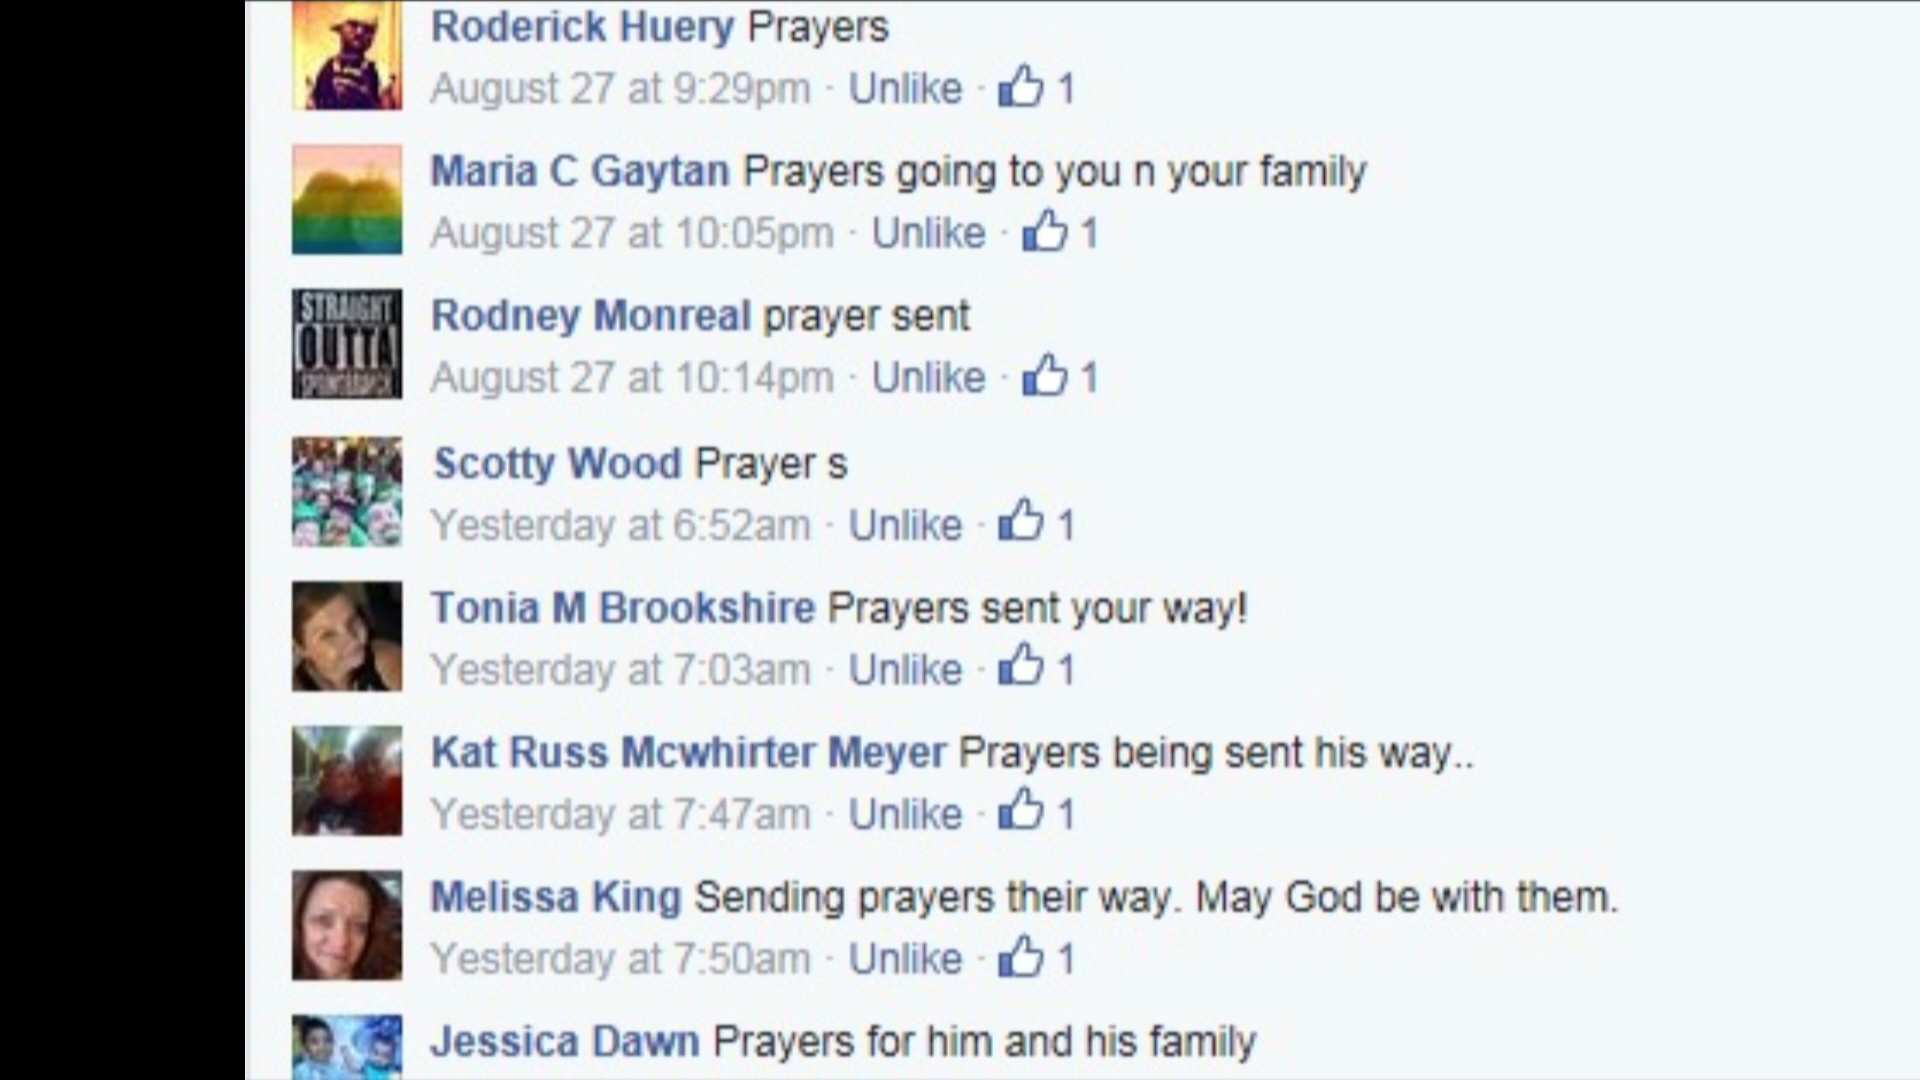 Roderick Huery Prayers
August 27 at 9:29pm · Unlike · 1
Maria C Gaytan Prayers going to you n your family
August 27 at 10:05pm · Unlike · 1
STRAIGHT
OUTTA
Rodney Monreal prayer sent
August 27 at 10:14pm · Unlike · 1
Scotty Wood Prayer s
Yesterday at 6:52am · Unlike · 1
Tonia M Brookshire Prayers sent your way!
Yesterday at 7:03am · Unlike · 1
Kat Russ Mcwhirter Meyer Prayers being sent his way..
Yesterday at 7:47am · Unlike · 1
Melissa King Sending prayers their way. May God be with them.
Yesterday at 7:50am · Unlike · 1
Jessica Dawn Prayers for him and his family